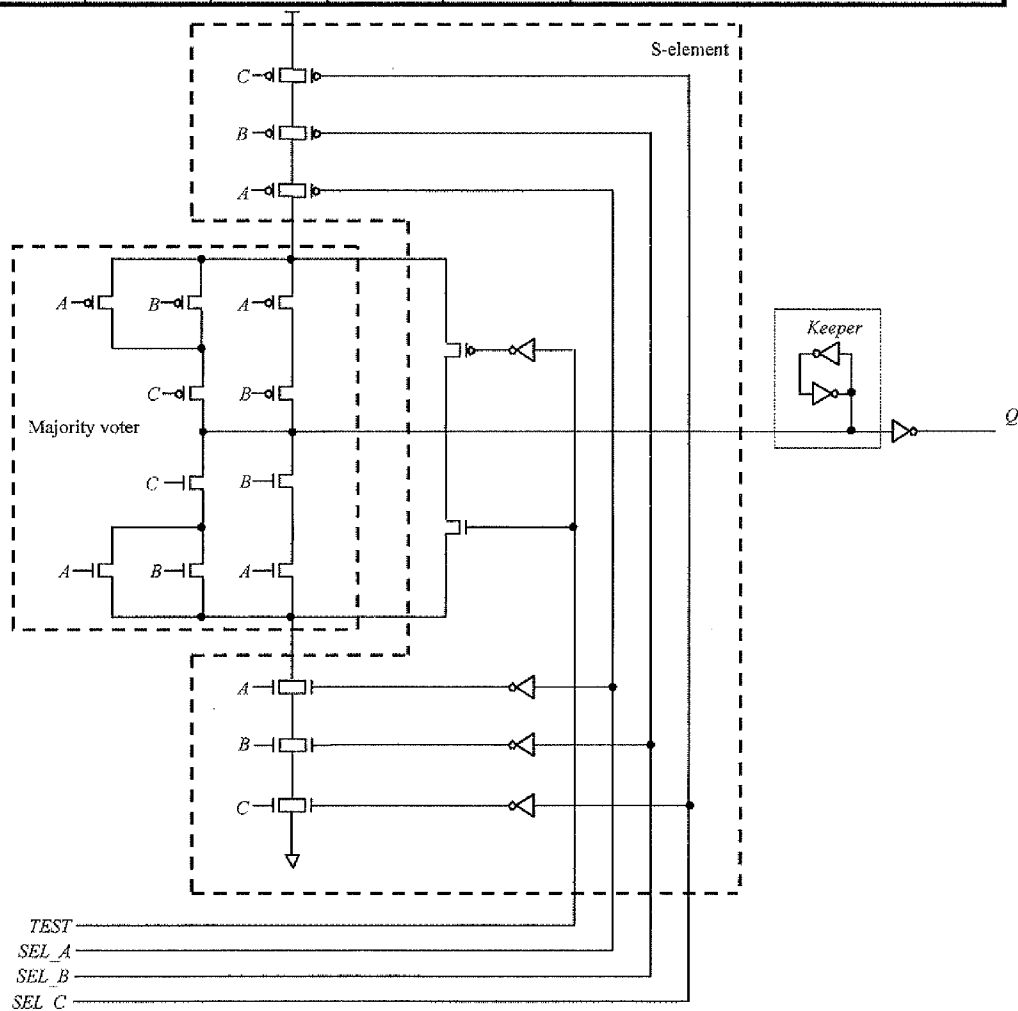 S-element
C
B
A
A
B
A
Keeper
C
B
Q
Majority voter
C
B
A
B
A
A
B
C
TEST
SEL_A
SEL_B
SEL_C